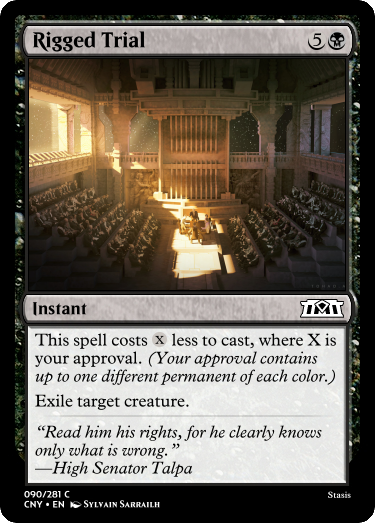 Rigged Trial 5
Instant
This spell costs X less to cast, where X is
your approval. (Your approval contains
up to one different permanent of each color.)
Exile target creature.
"Read him his rights, for he clearly knows
only what is wrong."
—High Senator Talpa
090/281 C
Stasis
CNY • EN Sylvain Sarrailh